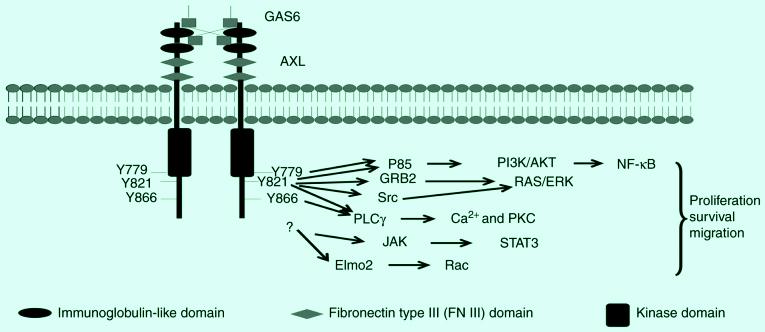 GAS6
AXL
Y779 Y779 P85 PI3K/AKT NF-κB
Y821 Y821 GRB2 RAS/ERK
Y866 Y866 Src
PLCγ Ca2+ and PKC
? JAK STAT3
Elmo2 Rac
Proliferation
survival
migration
Immunoglobulin-like domain Fibronectin type III (FN III) domain Kinase domain